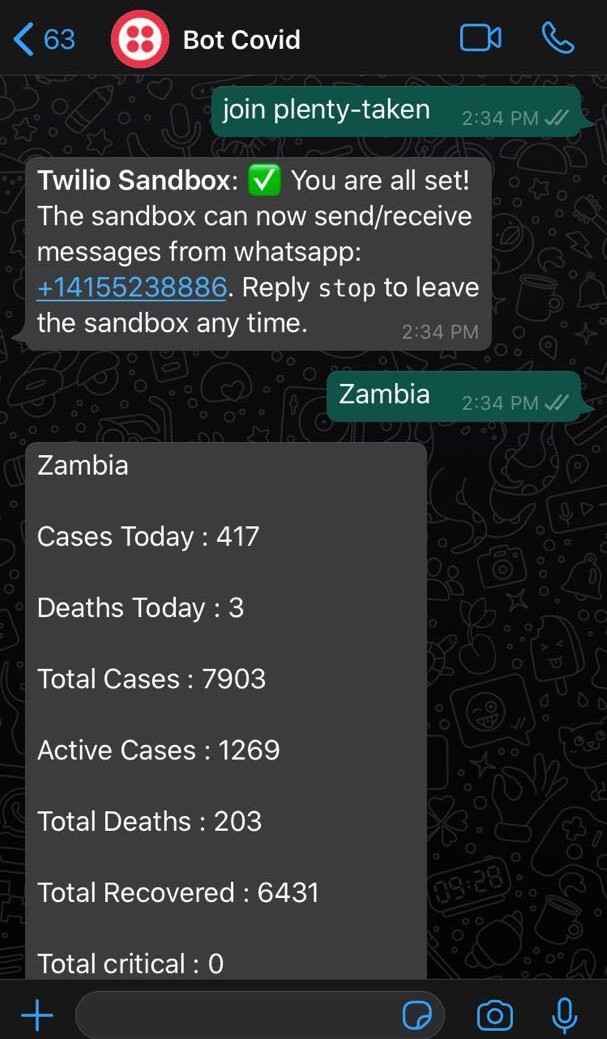 63 Bot Covid
join plenty-taken 2:34 PM
Twilio Sandbox: ✅ You are all set!
The sandbox can now send/receive
messages from whatsapp:
+14155238886. Reply stop to leave
the sandbox any time. 2:34 PM
Zambia 2:34 PM
Zambia
Cases Today : 417
Deaths Today : 3
Total Cases : 7903
Active Cases : 1269
Total Deaths : 203
Total Recovered : 6431
09:28
Total critical : 0